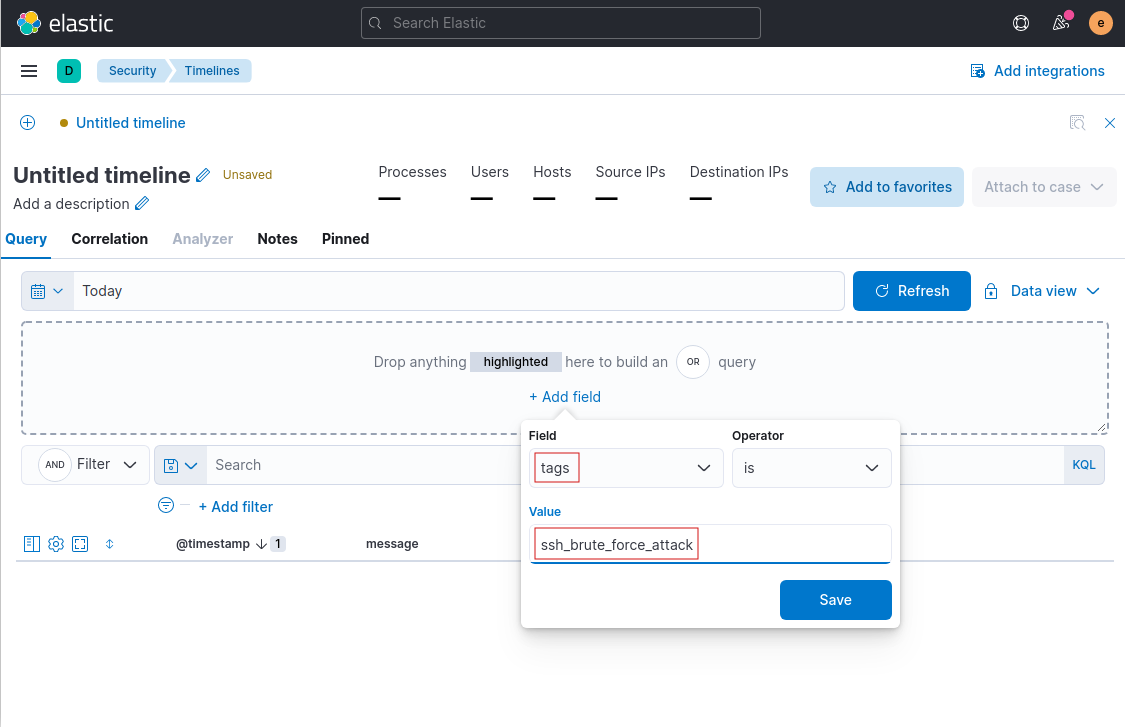 elastic
Search Elastic
e
D
Security
Timelines
Add integrations
Untitled timeline
Untitled timeline
Unsaved
Add a description
Processes
Users
Hosts
Source IPs
Destination IPs
Add to favorites
Attach to case
Query
Correlation
Analyzer
Notes
Pinned
Today
Refresh
Data view
Drop anything highlighted here to build an OR query
+ Add field
Field
Operator
tags
is
Value
ssh_brute_force_attack
Save
AND Filter
Search
KQL
+ Add filter
@timestamp
1
message